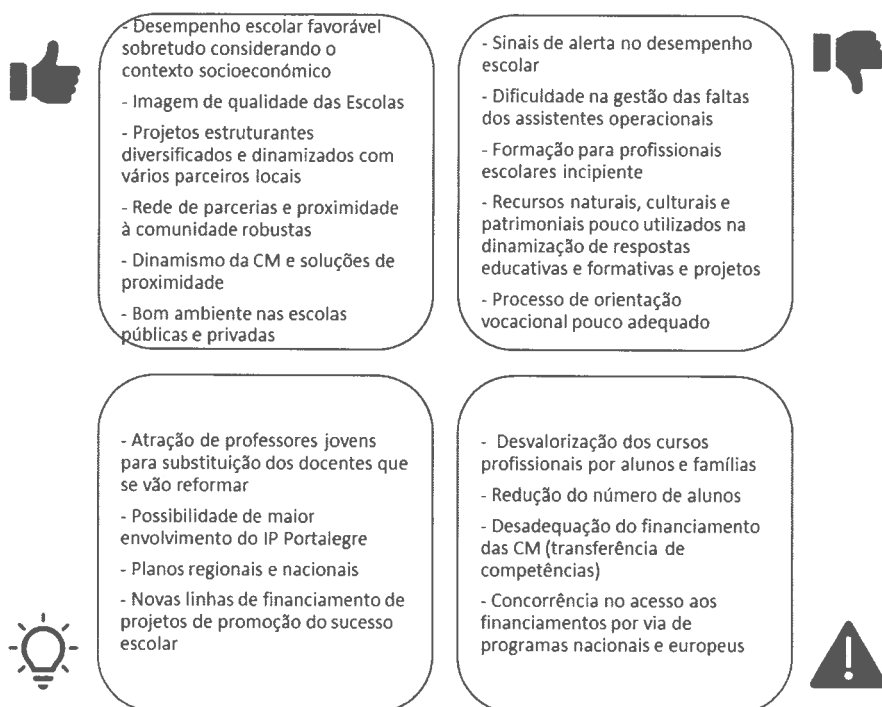 - Desempenho escolar favorável
sobretudo considerando o
contexto socioeconómico
- Imagem de qualidade das Escolas
- Projetos estruturantes
diversificados e dinamizados com
vários parceiros locais
- Rede de parcerias e proximidade
à comunidade robustas
- Dinamismo da CM e soluções de
proximidade
- Bom ambiente nas escolas
públicas e privadas
- Sinais de alerta no desempenho
escolar
- Dificuldade na gestão das faltas
dos assistentes operacionais
- Formação para profissionais
escolares incipiente
- Recursos naturais, culturais e
patrimoniais pouco utilizados na
dinamização de respostas
educativas e formativas e projetos
- Processo de orientação
vocacional pouco adequado
- Atração de professores jovens
para substituição dos docentes que
se vão reformar
- Possibilidade de maior
envolvimento do IP Portalegre
- Planos regionais e nacionais
- Novas linhas de financiamento de
projetos de promoção do sucesso
escolar
- Desvalorização dos cursos
profissionais por alunos e famílias
- Redução do número de alunos
- Desadequação do financiamento
das CM (transferência de
competências)
- Concorrência no acesso aos
financiamentos por via de
programas nacionais e europeus